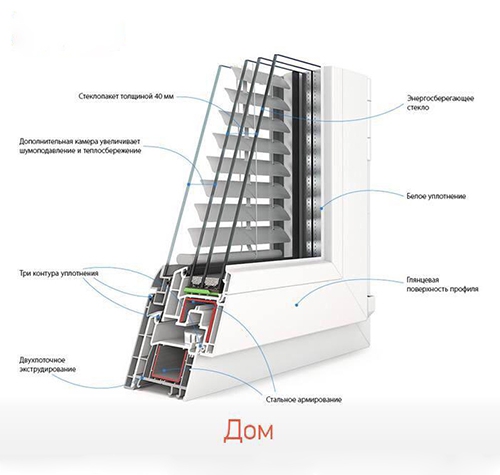 Стеклопакет толщиной 40 мм
Энергосберегающее
стекло
Дополнительная камера увеличивает
шумоподавление и теплосбережение
Белое уплотнение
Три контура уплотнения
Глянцевая
поверхность профиля
Двухпоточное
экструдирование
Стальное армирование
Дом